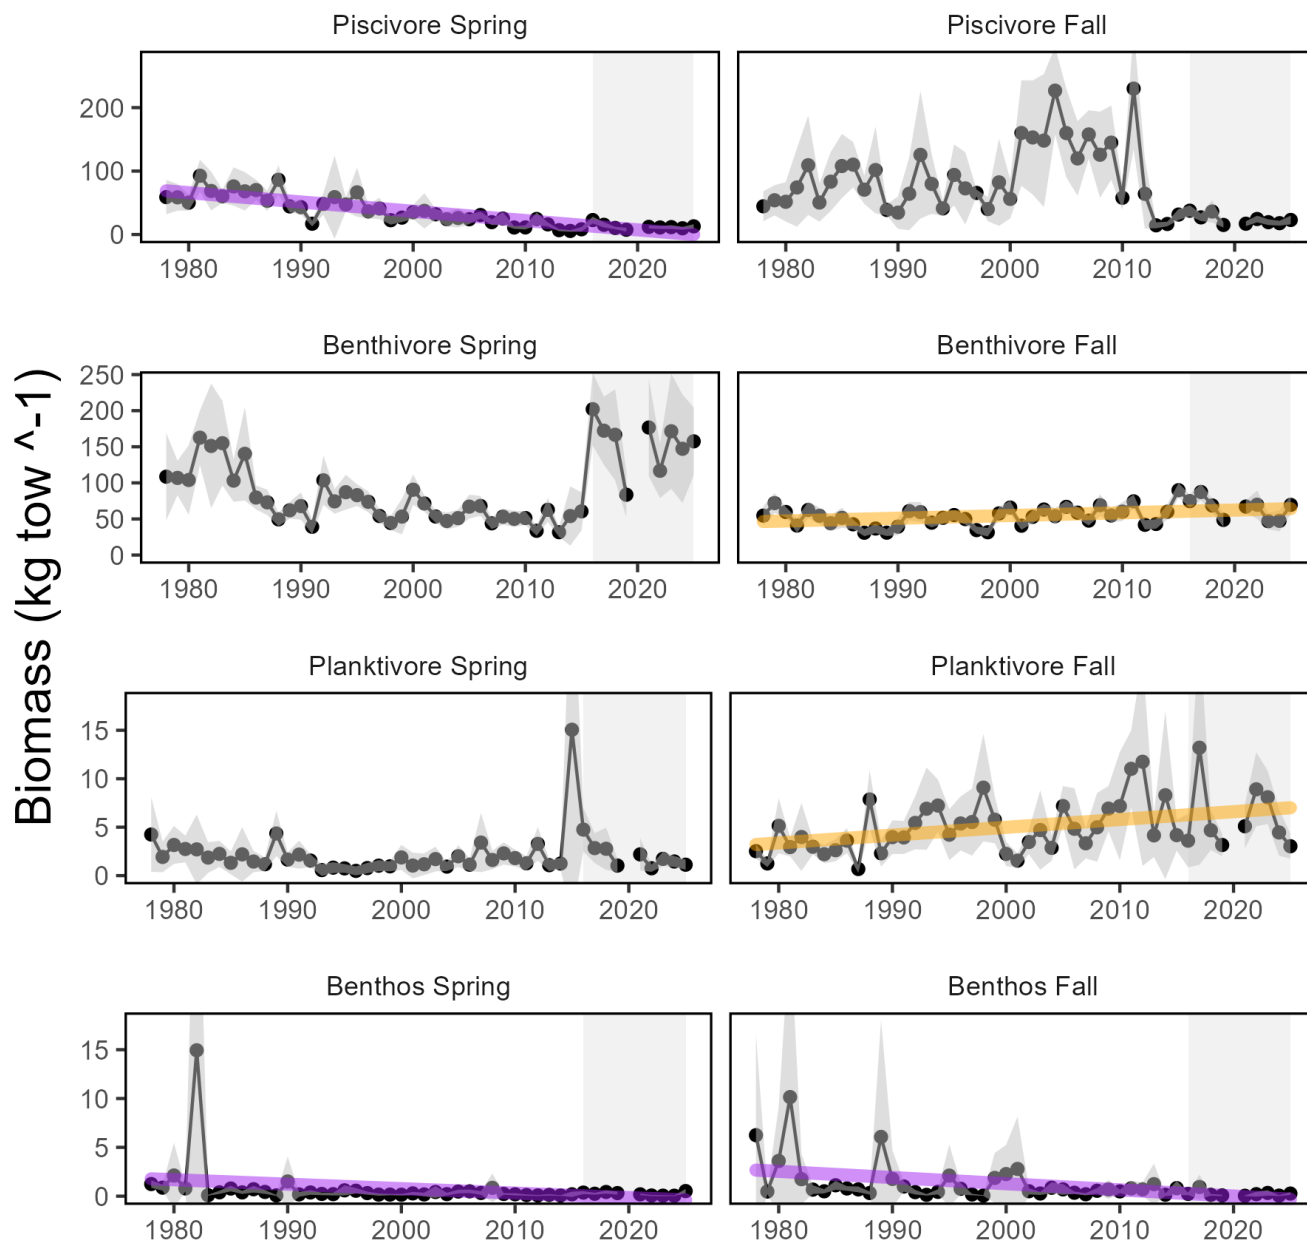 Piscivore Spring
Piscivore Fall
200
100
0
1980 1990 2000 2010 2020
1980 1990 2000 2010 2020
Benthivore Spring
Benthivore Fall
250
200
150
100
50
0
1980 1990 2000 2010 2020
1980 1990 2000 2010 2020
Biomass (kg tow ^-1)
Planktivore Spring
Planktivore Fall
15
10
5
0
1980 1990 2000 2010 2020
1980 1990 2000 2010 2020
Benthos Spring
Benthos Fall
15
10
5
0
1980 1990 2000 2010 2020
1980 1990 2000 2010 2020